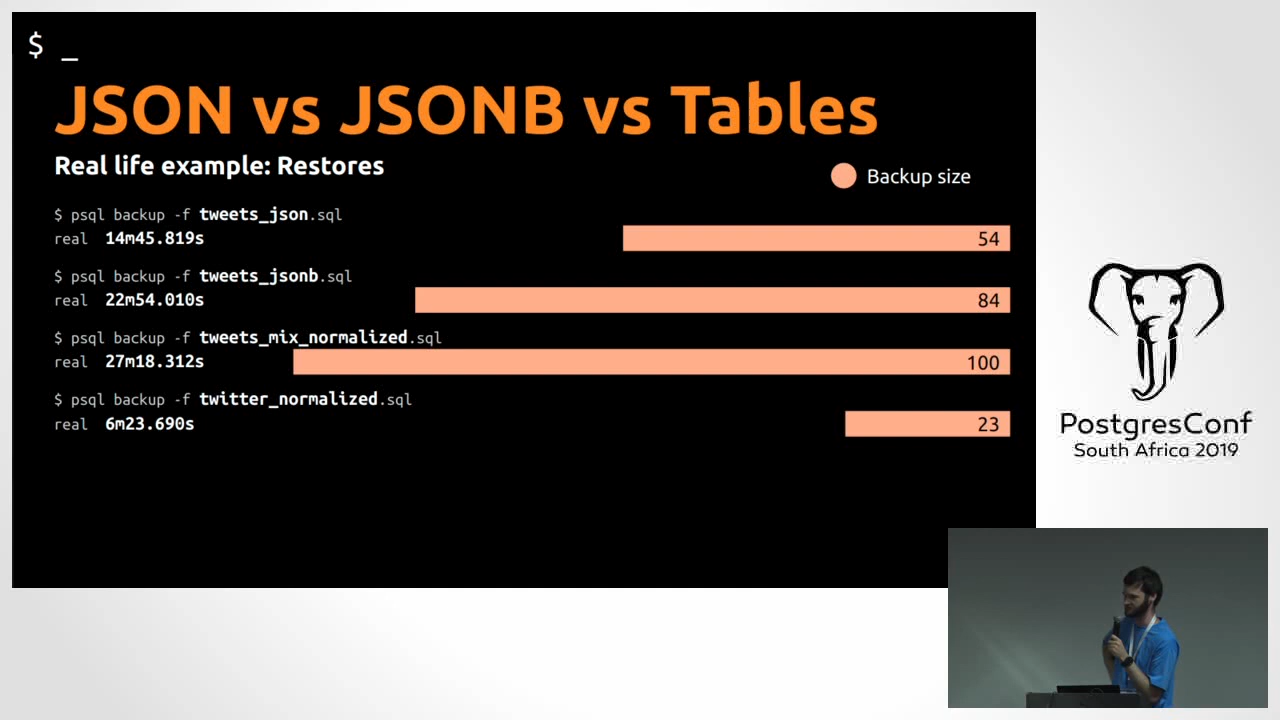 $ _
JSON vs JSONB vs Tables
Real life example: Restores
Backup size
$ psql backup -f tweets_json.sql
real 14m45.819s
54
$ psql backup -f tweets_jsonb.sql
real 22m54.010s
84
$ psql backup -f tweets_mix_normalized.sql
real 27m18.312s
100
$ psql backup -f twitter_normalized.sql
real 6m23.690s
23
PostgresConf
South Africa 2019